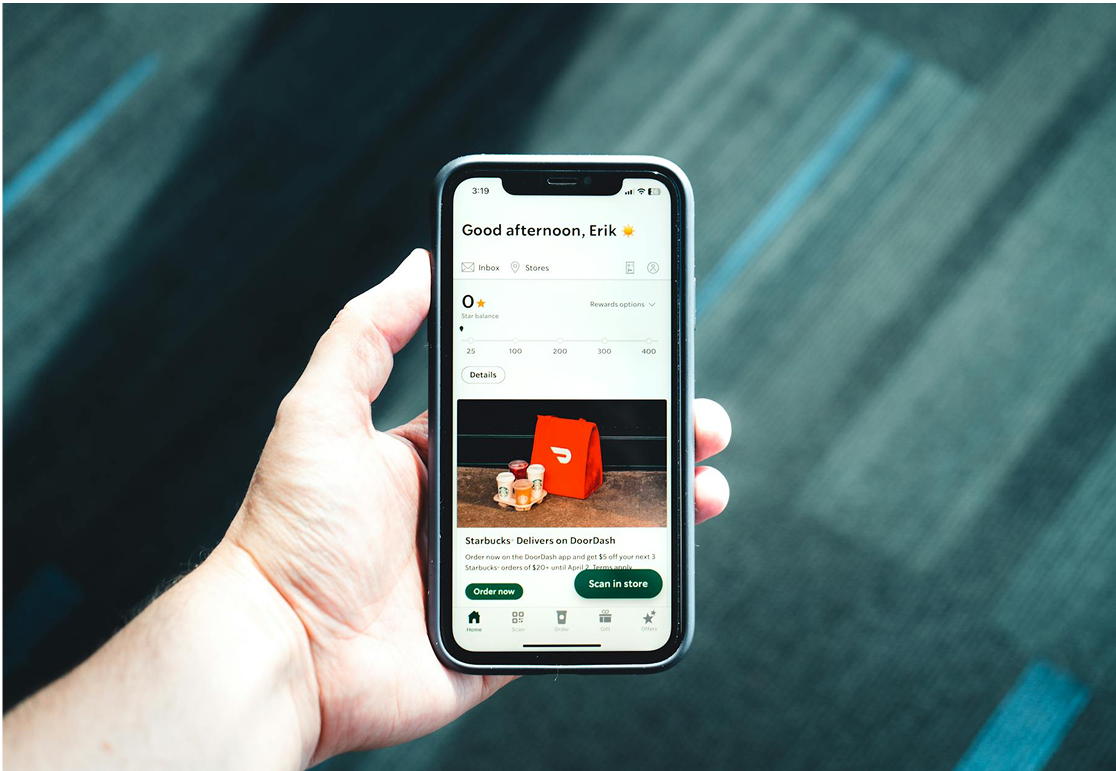 3:19
Good afternoon, Erik
Inbox Stores
0
Rewards options
Star balance
25 100 200 300 400
Details
Starbucks® Delivers on DoorDash
Order now on the DoorDash app and get $5 off your next 3
Starbucks® orders of $20+ until April 2. Terms apply.
Scan in store
Order now
Home Scan Order Gift Offers